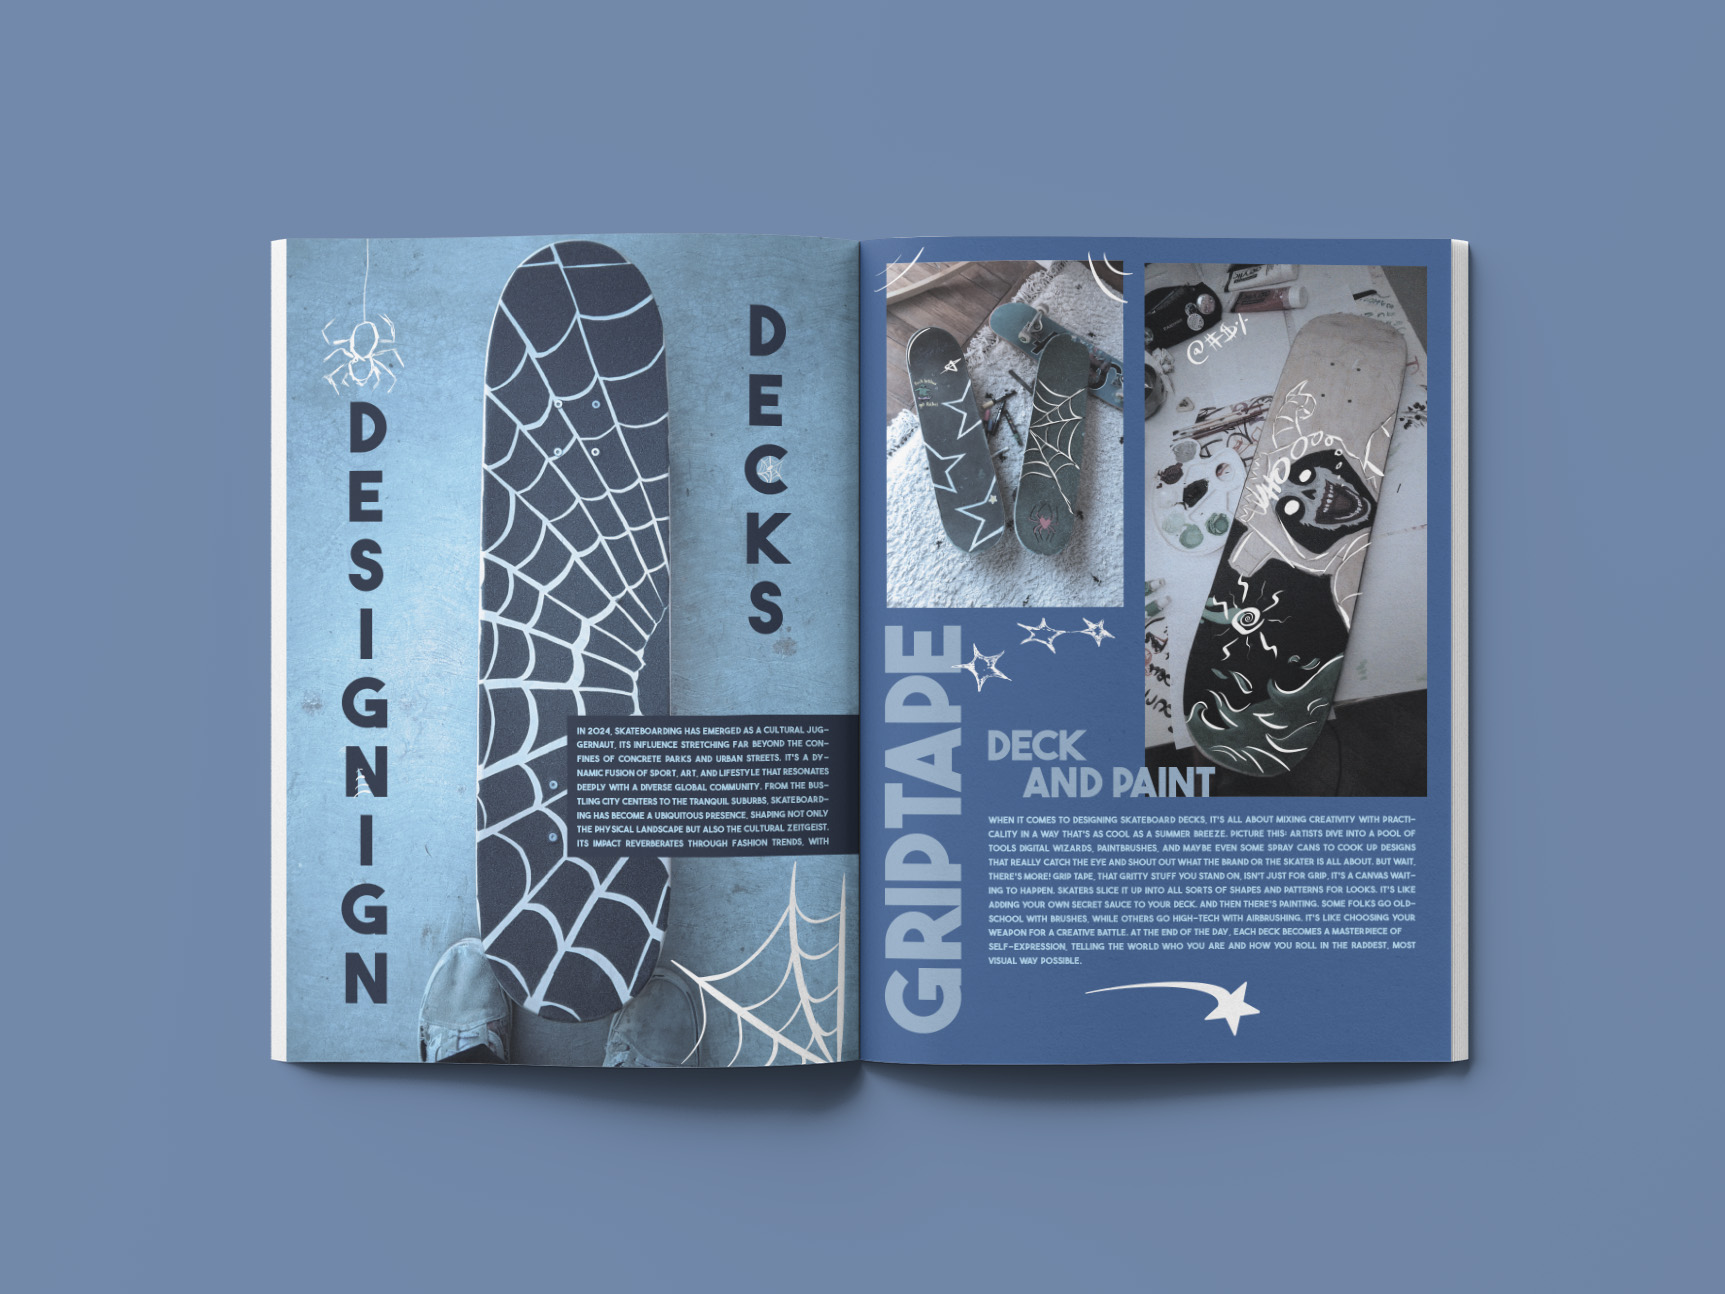 DESIGNIGN
DECKS
IN 2024, SKATEBOARDING HAS EMERGED AS A CULTURAL JUG-
GERNAUT, ITS INFLUENCE STRETCHING FAR BEYOND THE CON-
FINES OF CONCRETE PARKS AND URBAN STREETS. IT'S A DY-
NAMIC FUSION OF SPORT, ART, AND LIFESTYLE THAT RESONATES
DEEPLY WITH A DIVERSE GLOBAL COMMUNITY. FROM THE BUS-
TLING CITY CENTERS TO THE TRANQUIL SUBURBS, SKATEBOARD-
ING HAS BECOME A UBIQUITOUS PRESENCE, SHAPING NOT ONLY
THE PHYSICAL LANDSCAPE BUT ALSO THE CULTURAL ZEITGEIST.
ITS IMPACT REVERBERATES THROUGH FASHION TRENDS, WITH
@#$%
GRIPTAPE
DECK
AND PAINT
WHEN IT COMES TO DESIGNING SKATEBOARD DECKS, IT'S ALL ABOUT MIXING CREATIVITY WITH PRACTI-
CALITY IN A WAY THAT'S AS COOL AS A SUMMER BREEZE. PICTURE THIS: ARTISTS DIVE INTO A POOL OF
TOOLS DIGITAL WIZARDS, PAINTBRUSHES, AND MAYBE EVEN SOME SPRAY CANS TO COOK UP DESIGNS
THAT REALLY CATCH THE EYE AND SHOUT OUT WHAT THE BRAND OR THE SKATER IS ALL ABOUT. BUT WAIT,
THERE'S MORE! GRIP TAPE, THAT GRITTY STUFF YOU STAND ON, ISN'T JUST FOR GRIP, IT'S A CANVAS WAIT-
ING TO HAPPEN. SKATERS SLICE IT UP INTO ALL SORTS OF SHAPES AND PATTERNS FOR LOOKS. IT'S LIKE
ADDING YOUR OWN SECRET SAUCE TO YOUR DECK. AND THEN THERE'S PAINTING. SOME FOLKS GO OLD-
SCHOOL WITH BRUSHES, WHILE OTHERS GO HIGH-TECH WITH AIRBRUSHING. IT'S LIKE CHOOSING YOUR
WEAPON FOR A CREATIVE BATTLE. AT THE END OF THE DAY, EACH DECK BECOMES A MASTERPIECE OF
SELF-EXPRESSION, TELLING THE WORLD WHO YOU ARE AND HOW YOU ROLL IN THE RADDEST, MOST
VISUAL WAY POSSIBLE.